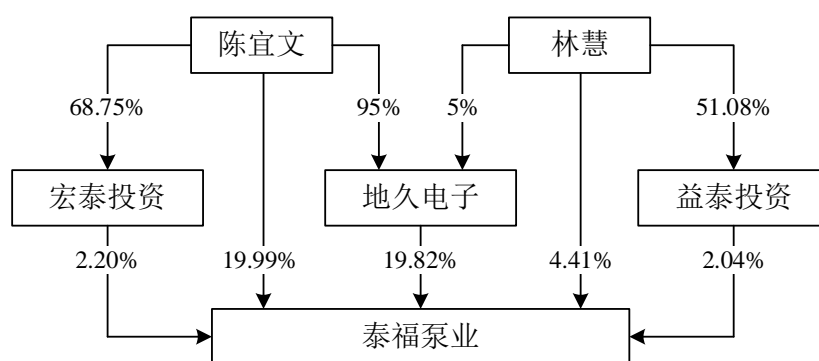 陈宜文
林慧
68.75%
95%
5%
51.08%
宏泰投资
地久电子
益泰投资
2.20%
19.99%
19.82%
4.41%
2.04%
泰福泵业